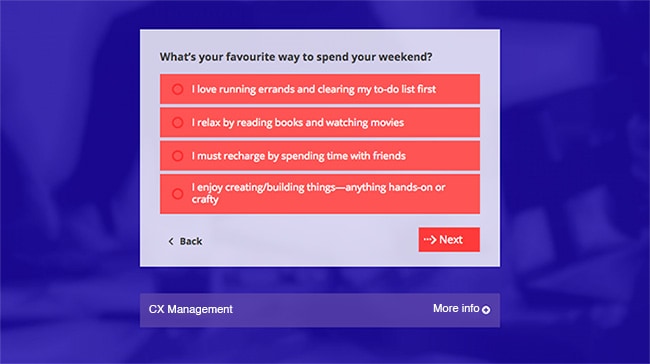 What's your favourite way to spend your weekend?
I love running errands and clearing my to-do list first
I relax by reading books and watching movies
I must recharge by spending time with friends
I enjoy creating/building things—anything hands-on or
crafty
Back
Next
CX Management
More info